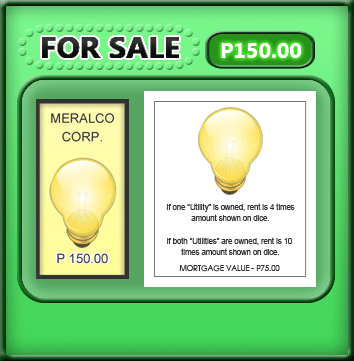 FOR SALE
P150.00
MERALCO
CORP.
P 150.00
If one "Utility" is owned, rent is 4 times
amount shown on dice.
If both "Utilities" are owned, rent is 10
times amount shown on dice.
MORTGAGE VALUE - P75.00